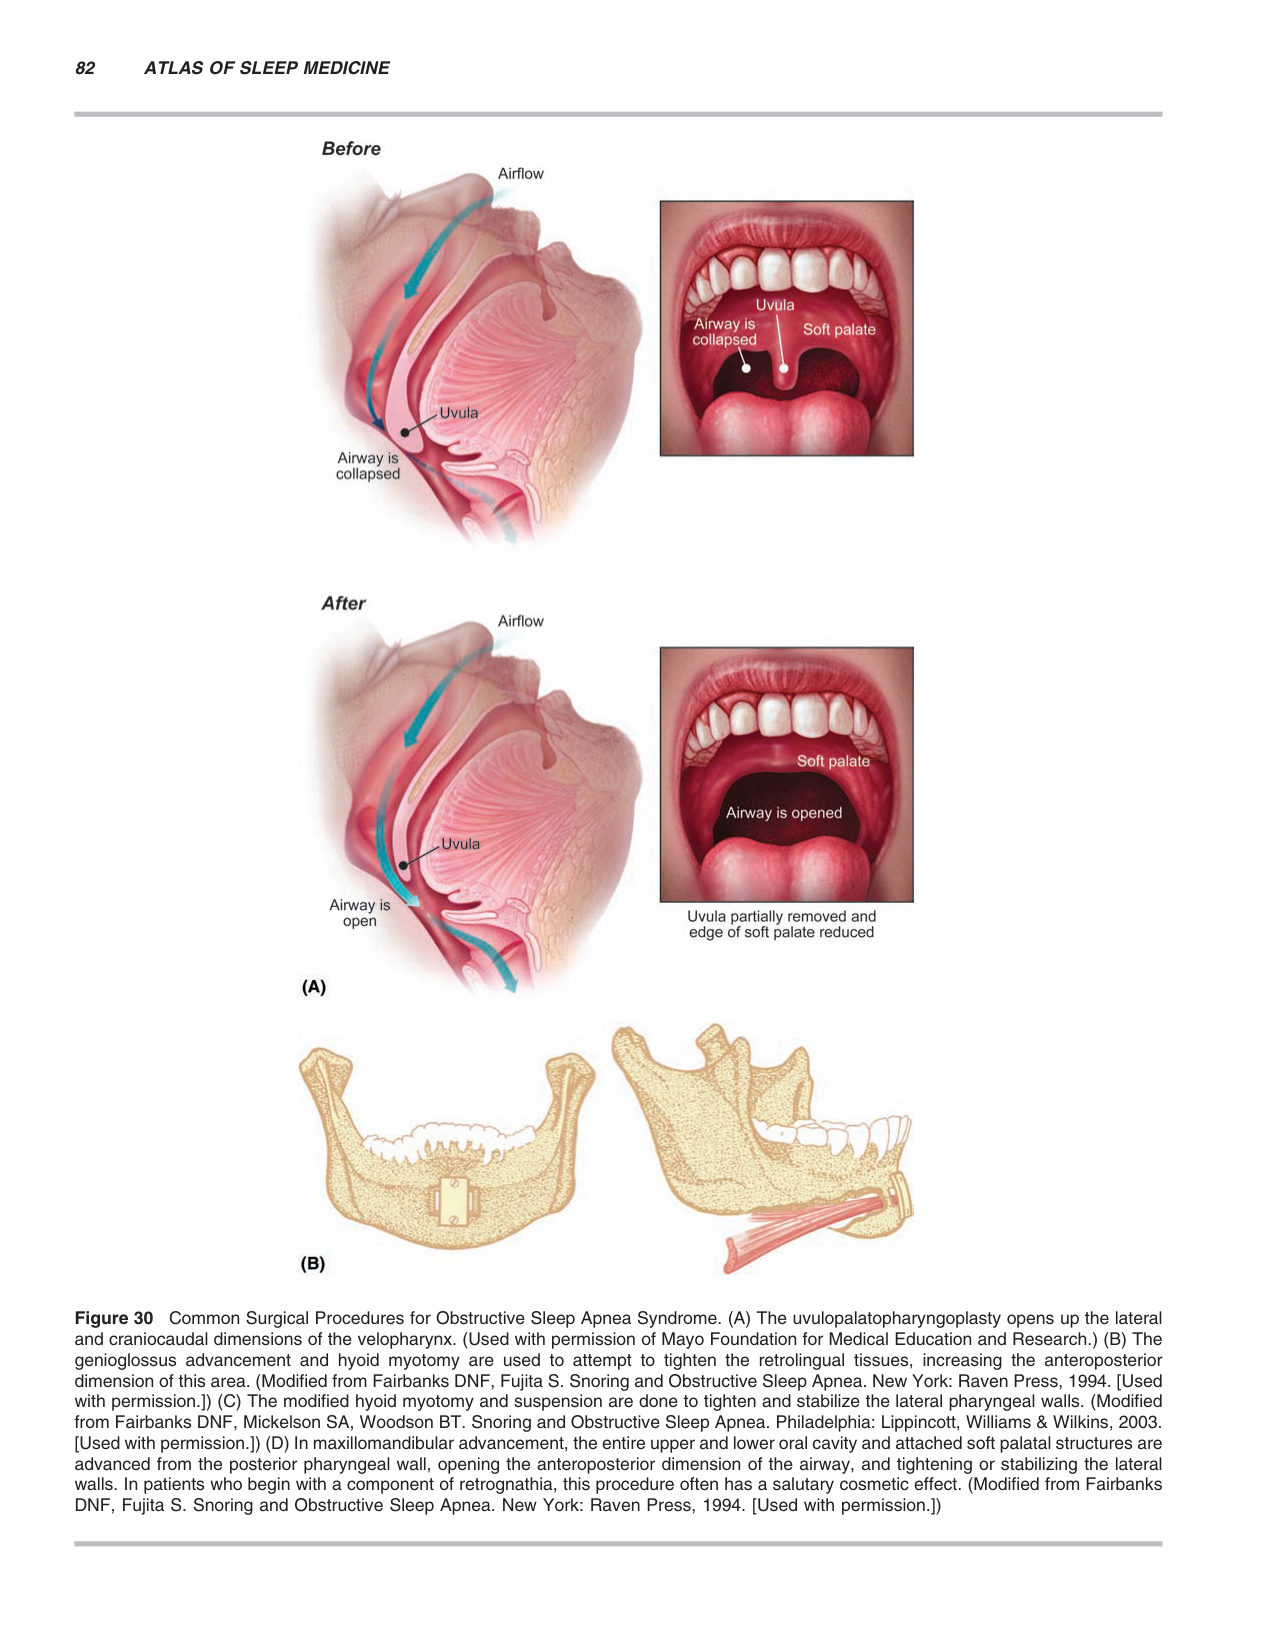 82 ATLAS OF SLEEP MEDICINE
Before
Airflow
Uvula
Airway is
collapsed
Uvula
Airway is
collapsed
Soft palate
After
Airflow
Uvula
Airway is
open
Soft palate
Airway is opened
Uvula partially removed and
edge of soft palate reduced
(A)
(B)
Figure 30 Common Surgical Procedures for Obstructive Sleep Apnea Syndrome. (A) The uvulopalatopharyngoplasty opens up the lateral
and craniocaudal dimensions of the velopharynx. (Used with permission of Mayo Foundation for Medical Education and Research.) (B) The
genioglossus advancement and hyoid myotomy are used to attempt to tighten the retrolingual tissues, increasing the anteroposterior
dimension of this area. (Modified from Fairbanks DNF, Fujita S. Snoring and Obstructive Sleep Apnea. New York: Raven Press, 1994. [Used
with permission.]) (C) The modified hyoid myotomy and suspension are done to tighten and stabilize the lateral pharyngeal walls. (Modified
from Fairbanks DNF, Mickelson SA, Woodson BT. Snoring and Obstructive Sleep Apnea. Philadelphia: Lippincott, Williams & Wilkins, 2003.
[Used with permission.]) (D) In maxillomandibular advancement, the entire upper and lower oral cavity and attached soft palatal structures are
advanced from the posterior pharyngeal wall, opening the anteroposterior dimension of the airway, and tightening or stabilizing the lateral
walls. In patients who begin with a component of retrognathia, this procedure often has a salutary cosmetic effect. (Modified from Fairbanks
DNF, Fujita S. Snoring and Obstructive Sleep Apnea. New York: Raven Press, 1994. [Used with permission.])